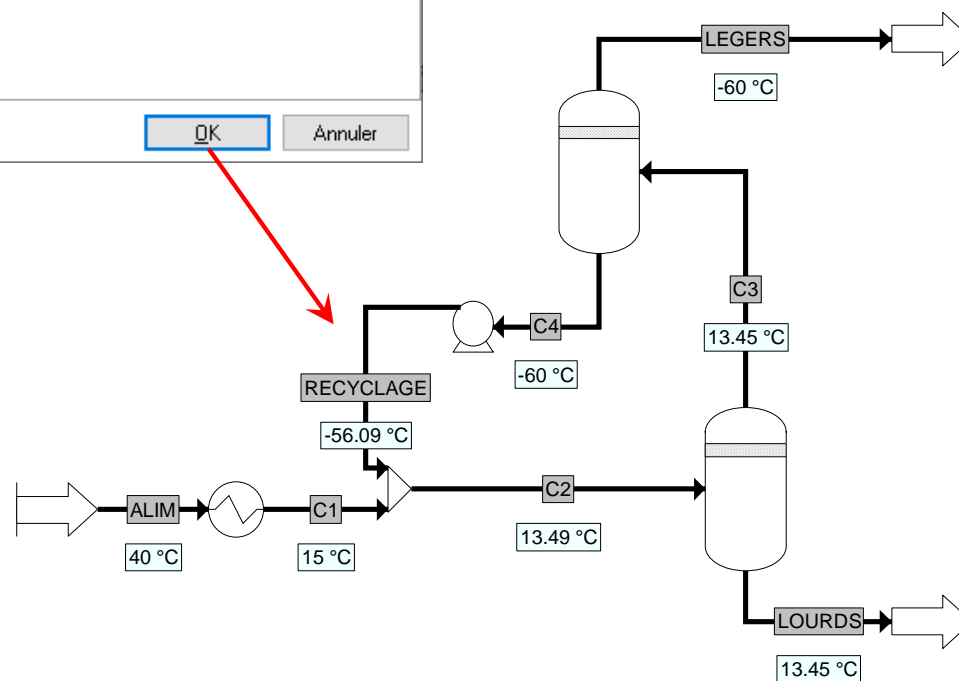 LEGERS
-60 °C
OK
Annuler
C3
13.45 °C
C4
-60 °C
RECYCLAGE
-56.09 °C
ALIM
C1
C2
40 °C
15 °C
13.49 °C
LOURDS
13.45 °C